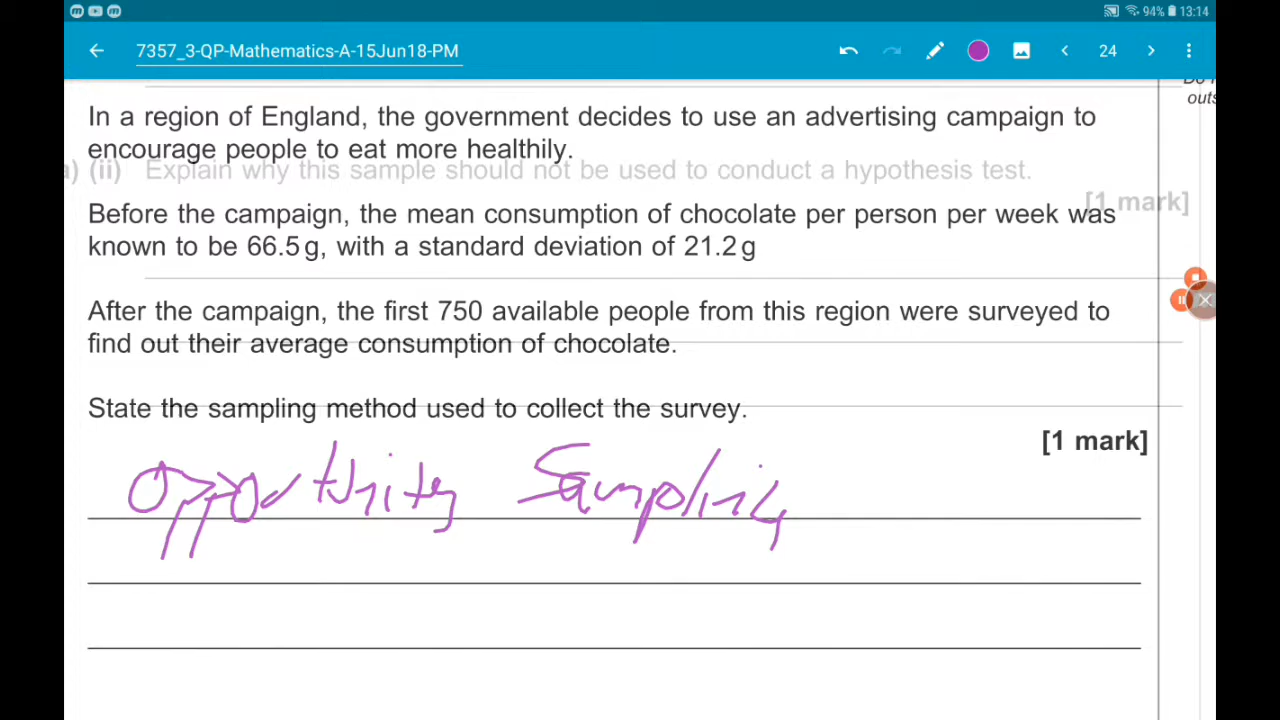 94% 13:14
7357_3-QP-Mathematics-A-15Jun18-PM
24
outs
In a region of England, the government decides to use an advertising campaign to
encourage people to eat more healthily.
a) (ii) Explain why this sample should not be used to conduct a hypothesis test.
[1 mark]
Before the campaign, the mean consumption of chocolate per person per week was
known to be 66.5 g, with a standard deviation of 21.2 g
After the campaign, the first 750 available people from this region were surveyed to
find out their average consumption of chocolate.
State the sampling method used to collect the survey.
[1 mark]
Opportunity Sampling